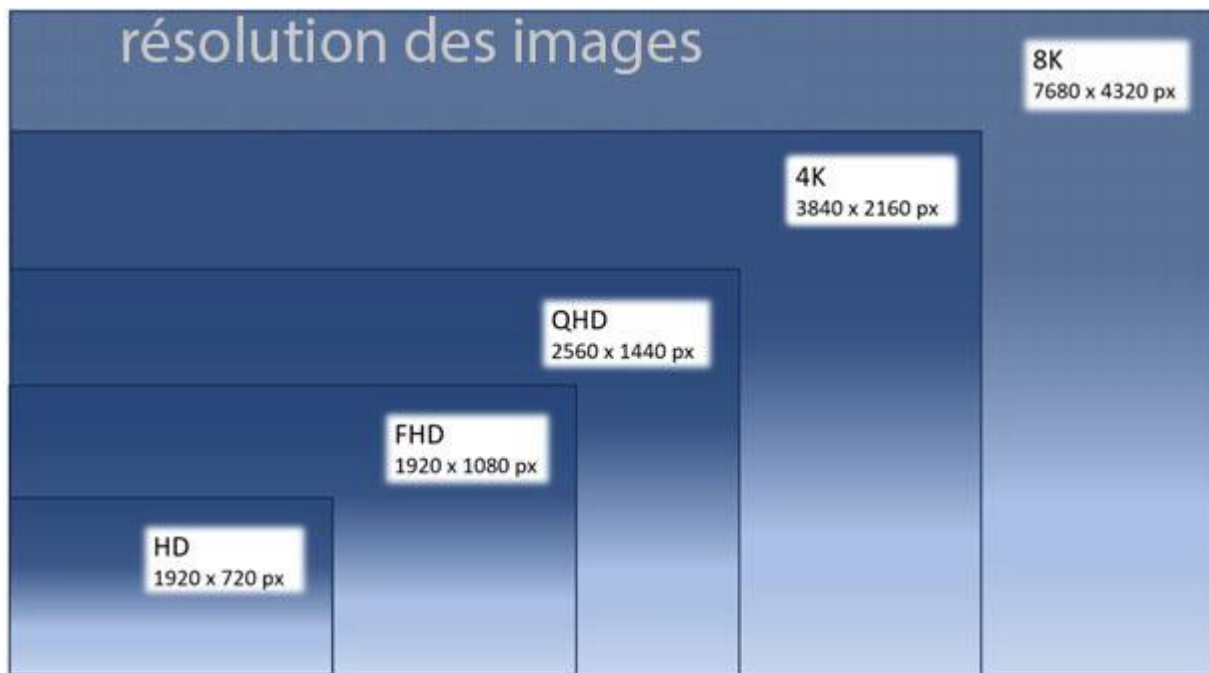 résolution des images
8K
7680 x 4320 px
4K
3840 x 2160 px
QHD
2560 x 1440 px
FHD
1920 x 1080 px
HD
1920 x 720 px